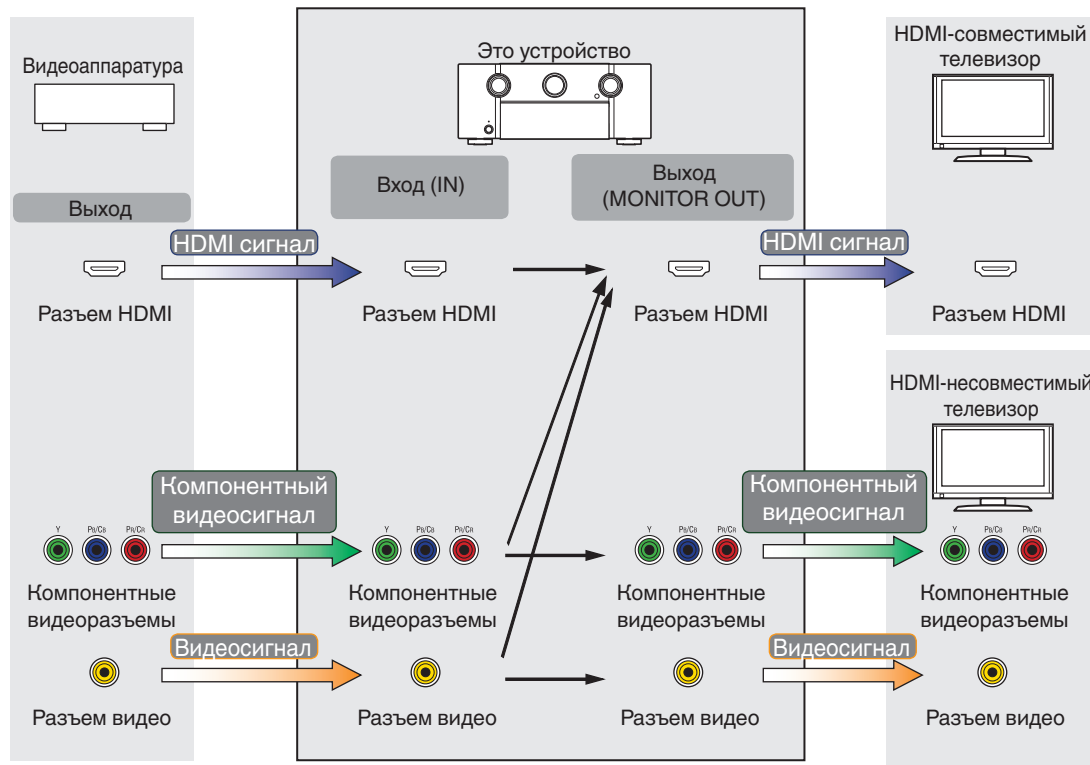 Видеоаппаратура
Это устройство
HDMI-совместимый
телевизор
Выход
Вход (IN)
Выход
(MONITOR OUT)
HDMI сигнал
HDMI сигнал
Разъем HDMI
Разъем HDMI
Разъем HDMI
Разъем HDMI
HDMI-несовместимый
телевизор
Компонентный
видеосигнал
Компонентный
видеосигнал
Y PB/CB PR/CR
Y PB/CB PR/CR
Y PB/CB PR/CR
Y PB/CB PR/CR
Компонентные
видеоразъемы
Компонентные
видеоразъемы
Компонентные
видеоразъемы
Компонентные
видеоразъемы
Видеосигнал
Видеосигнал
Разъем видео
Разъем видео
Разъем видео
Разъем видео